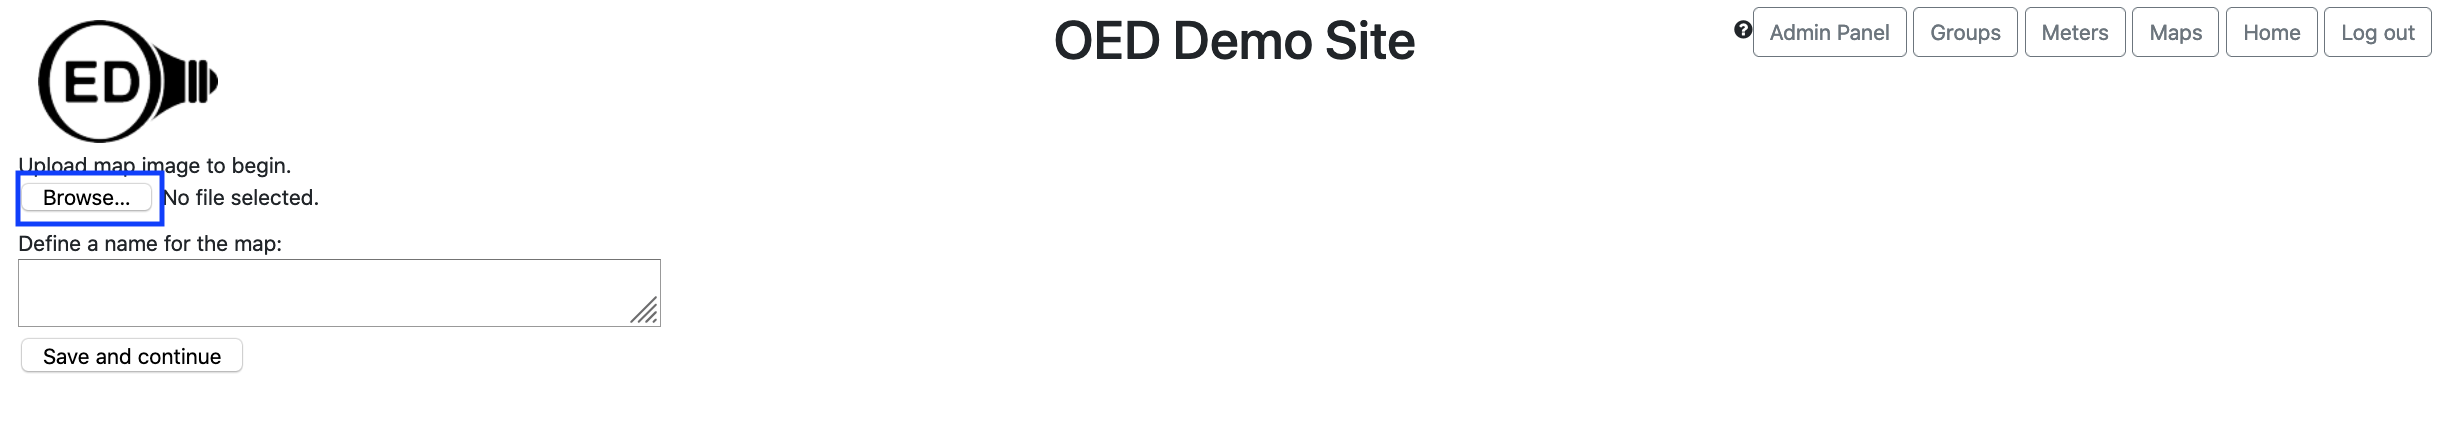 ED
OED Demo Site
? Admin Panel Groups Meters Maps Home Log out
Upload map image to begin.
Browse... No file selected.
Define a name for the map:
Save and continue